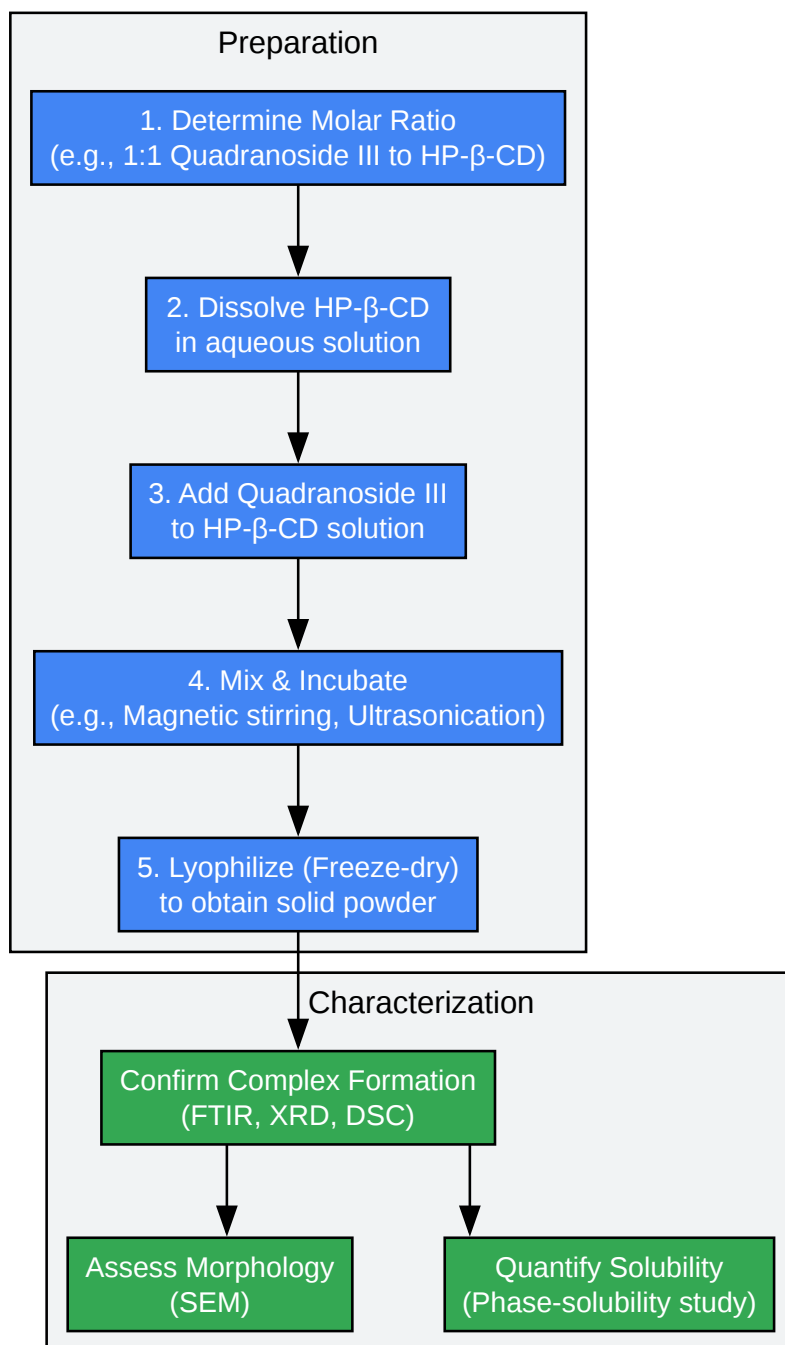 Preparation
1. Determine Molar Ratio
(e.g., 1:1 Quadranoside III to HP-β-CD)
2. Dissolve HP-β-CD
in aqueous solution
3. Add Quadranoside III
to HP-β-CD solution
4. Mix & Incubate
(e.g., Magnetic stirring, Ultrasonication)
5. Lyophilize (Freeze-dry)
to obtain solid powder
Characterization
Confirm Complex Formation
(FTIR, XRD, DSC)
Assess Morphology
(SEM)
Quantify Solubility
(Phase-solubility study)